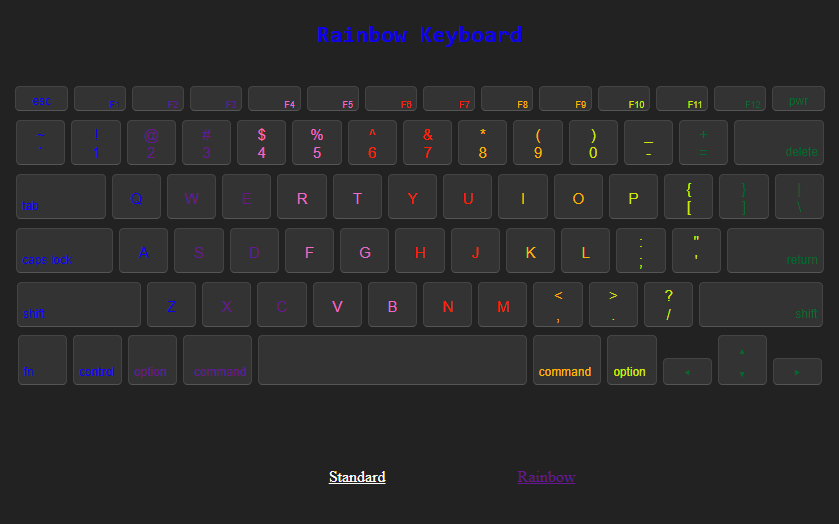 Rainbow Keyboard
esc F1 F2 F3 F4 F5 F6 F7 F8 F9 F10 F11 F12 pwr
~ ! @ # $ % ^ & * ( ) _ +
` 1 2 3 4 5 6 7 8 9 0 - = delete
tab Q W E R T Y U I O P { [ } ] | \
caps lock A S D F G H J K L : ; " ' return
shift Z X C V B N M < , > . ? / shift
fn control option command command option ◄ ▲ ▼ ►
Standard Rainbow